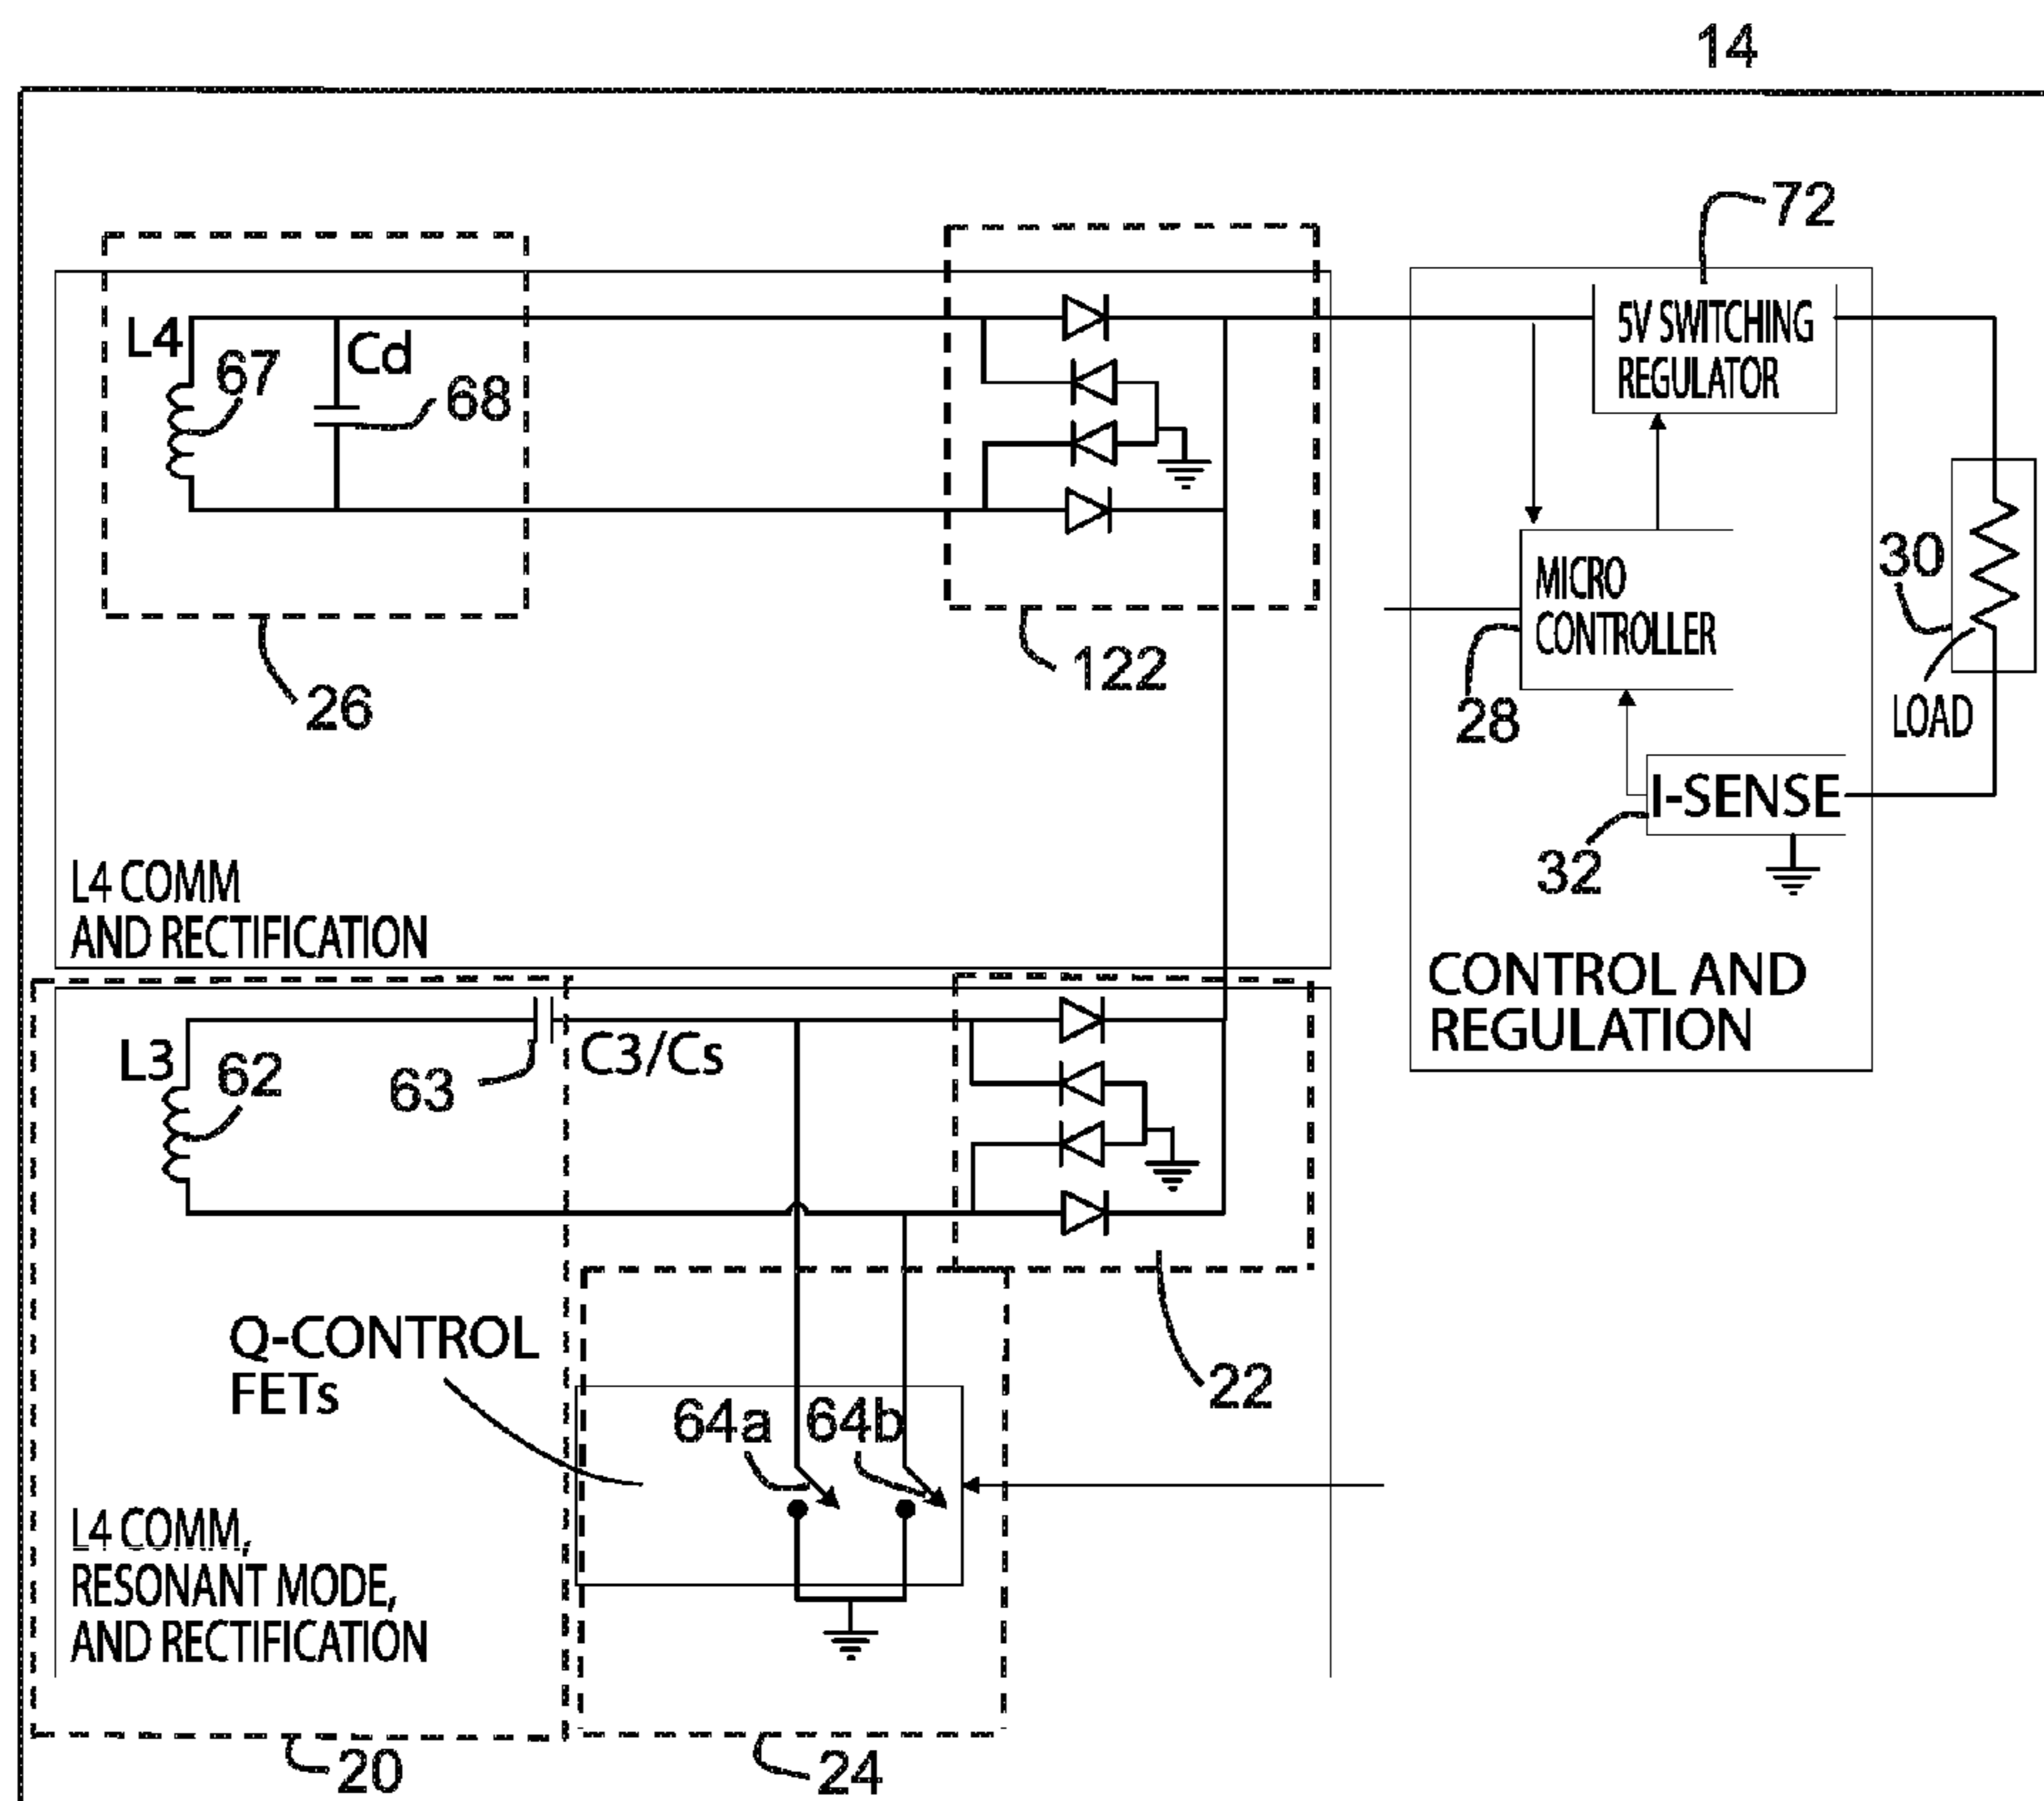 14
72
L4
67
Cd
68
5V SWITCHING
REGULATOR
30
MICRO
CONTROLLER
26
122
28
LOAD
I-SENSE
32
L4 COMM
AND RECTIFICATION
CONTROL AND
REGULATION
L3
62
63
C3/Cs
Q-CONTROL
FETs
22
64a
64b
L4 COMM,
RESONANT MODE,
AND RECTIFICATION
20
24